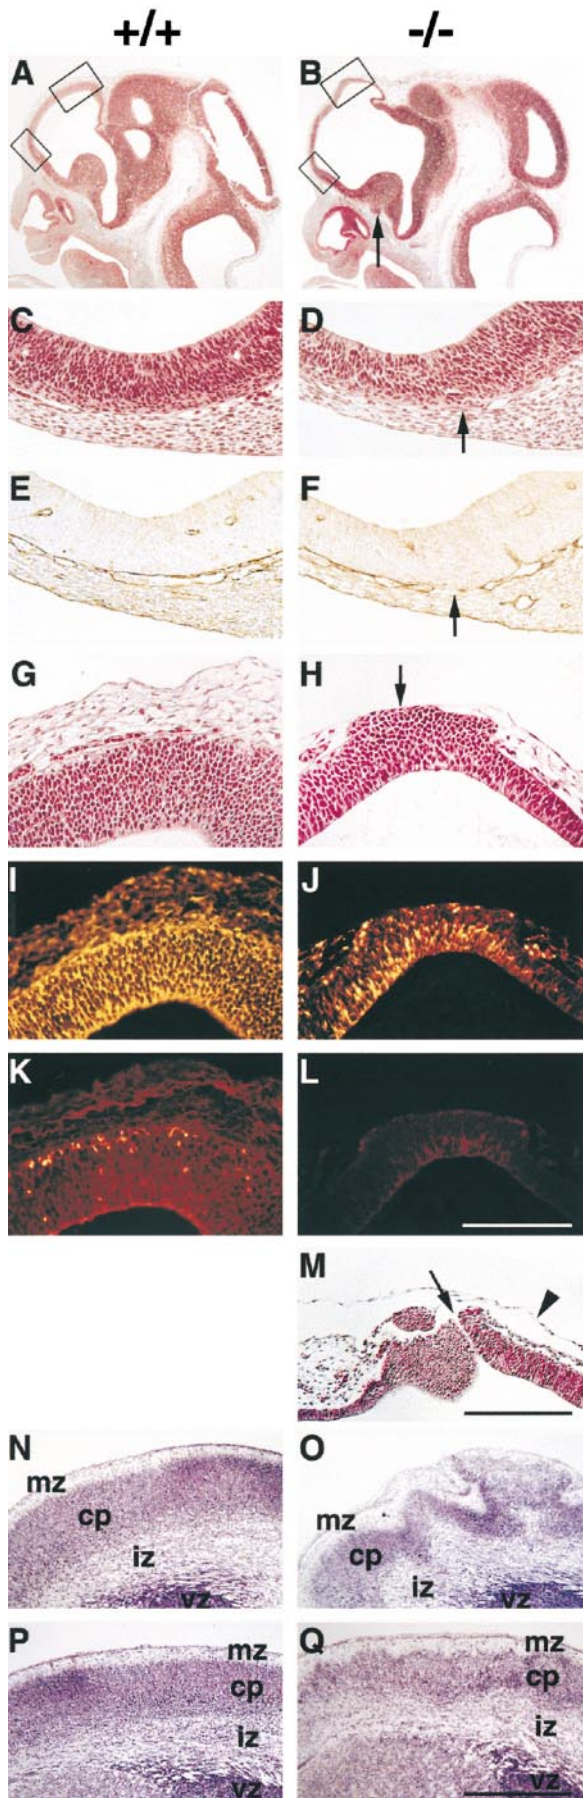 +/+ -/-
A B
C D
E F
G H
I J
K L
M
N O
mz mz
cp cp
iz iz
vz vz
P Q
mz mz
cp cp
iz iz
vz vz